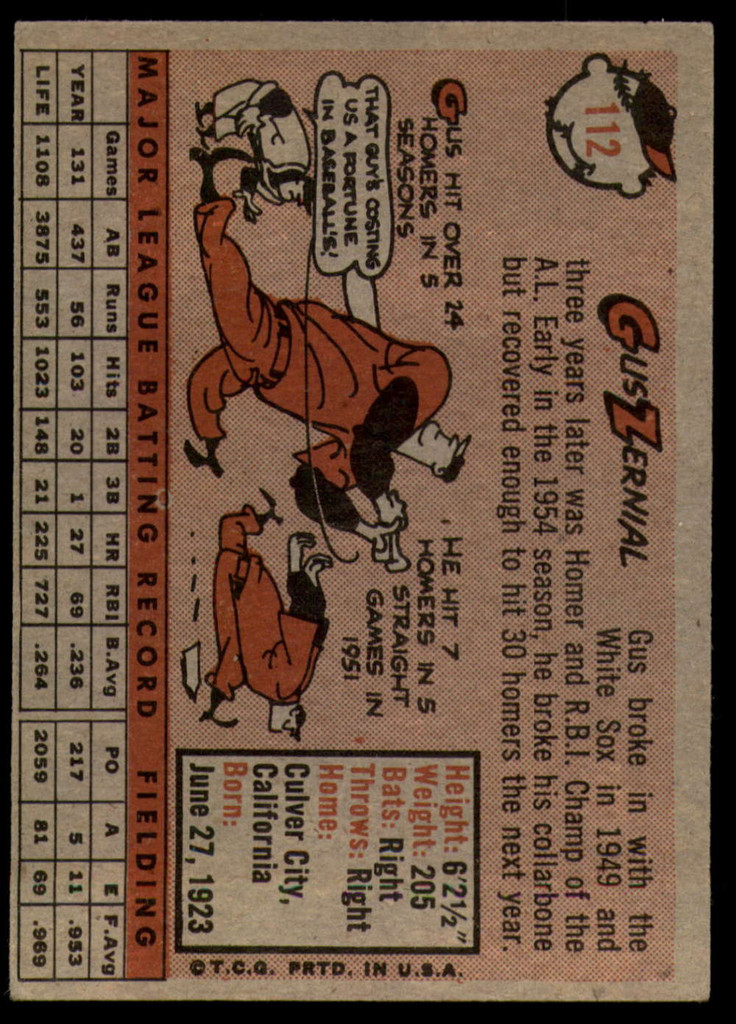 112
GUS ZERNIAL
Gus broke in with the
White Sox in 1949 and
three years later was Homer and R.B.I. Champ of the
A.L. Early in the 1954 season, he broke his collarbone
but recovered enough to hit 30 homers the next year.
GUS HIT OVER 24
HOMERS IN 5
SEASONS
THAT GUY'S COSTING
US A FORTUNE
IN BASEBALLS!
HE HIT 7
HOMERS IN 5
STRAIGHT
GAMES IN
1951
Height: 6'2½"
Weight: 205
Bats: Right
Throws: Right
Home:
Culver City,
California
Born:
June 27, 1923
© T.C.G. PRTD. IN U.S.A.
MAJOR LEAGUE BATTING RECORD FIELDING
Games AB Runs Hits 2B 3B HR RBI B.Avg PO A E F.Avg
YEAR 131 437 56 103 20 1 27 69 .236 217 5 11 .953
LIFE 1108 3875 553 1023 148 21 225 727 .264 2059 81 69 .969